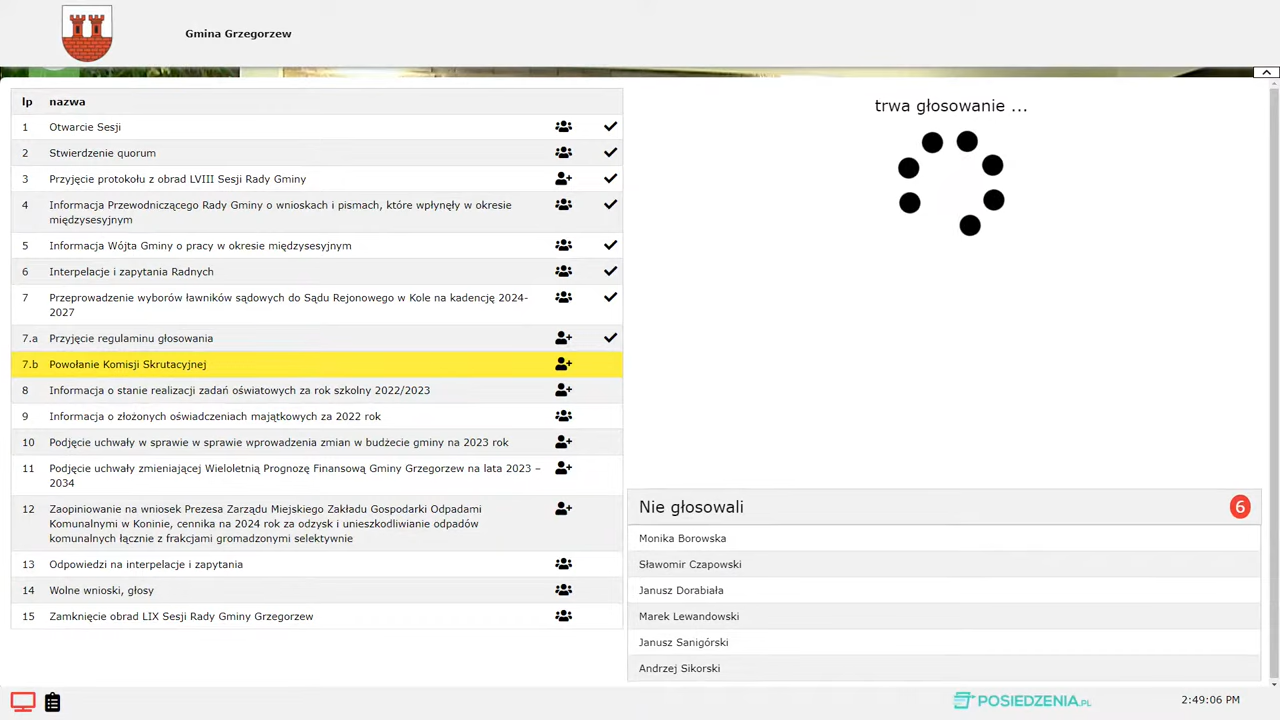 Gmina Grzegorzew
lp nazwa
1 Otwarcie Sesji
2 Stwierdzenie quorum
3 Przyjęcie protokołu z obrad LVIII Sesji Rady Gminy
4 Informacja Przewodniczącego Rady Gminy o wnioskach i pismach, które wpłynęły w okresie
międzysesyjnym
5 Informacja Wójta Gminy o pracy w okresie międzysesyjnym
6 Interpelacje i zapytania Radnych
7 Przeprowadzenie wyborów ławników sądowych do Sądu Rejonowego w Kole na kadencję 2024-
2027
7.a Przyjęcie regulaminu głosowania
7.b Powołanie Komisji Skrutacyjnej
8 Informacja o stanie realizacji zadań oświatowych za rok szkolny 2022/2023
9 Informacja o złożonych oświadczeniach majątkowych za 2022 rok
10 Podjęcie uchwały w sprawie w sprawie wprowadzenia zmian w budżecie gminy na 2023 rok
11 Podjęcie uchwały zmieniającej Wieloletnią Prognozę Finansową Gminy Grzegorzew na lata 2023 –
2034
12 Zaopiniowanie na wniosek Prezesa Zarządu Miejskiego Zakładu Gospodarki Odpadami
Komunalnymi w Koninie, cennika na 2024 rok za odzysk i unieszkodliwianie odpadów
komunalnych łącznie z frakcjami gromadzonymi selektywnie
13 Odpowiedzi na interpelacje i zapytania
14 Wolne wnioski, głosy
15 Zamknięcie obrad LIX Sesji Rady Gminy Grzegorzew
trwa głosowanie ...
Nie głosowali 6
Monika Borowska
Sławomir Czapowski
Janusz Dorabiała
Marek Lewandowski
Janusz Sanigórski
Andrzej Sikorski
POSIEDZENIA.PL
2:49:06 PM